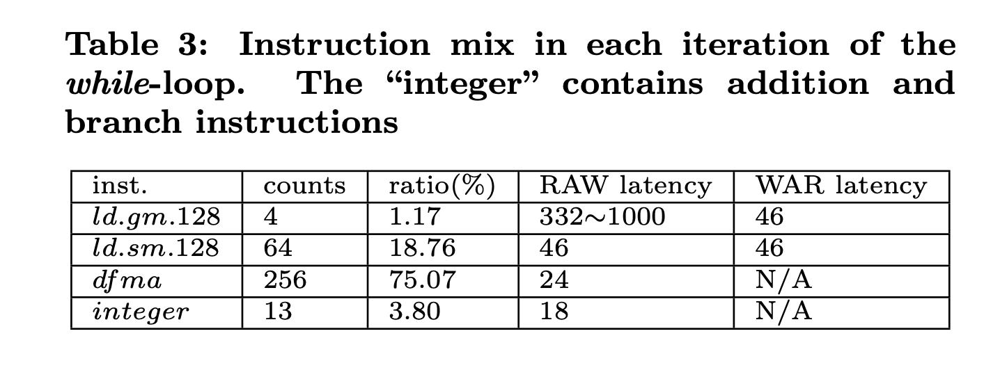 Table 3: Instruction mix in each iteration of the
while-loop. The “integer” contains addition and
branch instructions
inst. counts ratio(%) RAW latency WAR latency
ld.gm.128 4 1.17 332~1000 46
ld.sm.128 64 18.76 46 46
dfma 256 75.07 24 N/A
integer 13 3.80 18 N/A